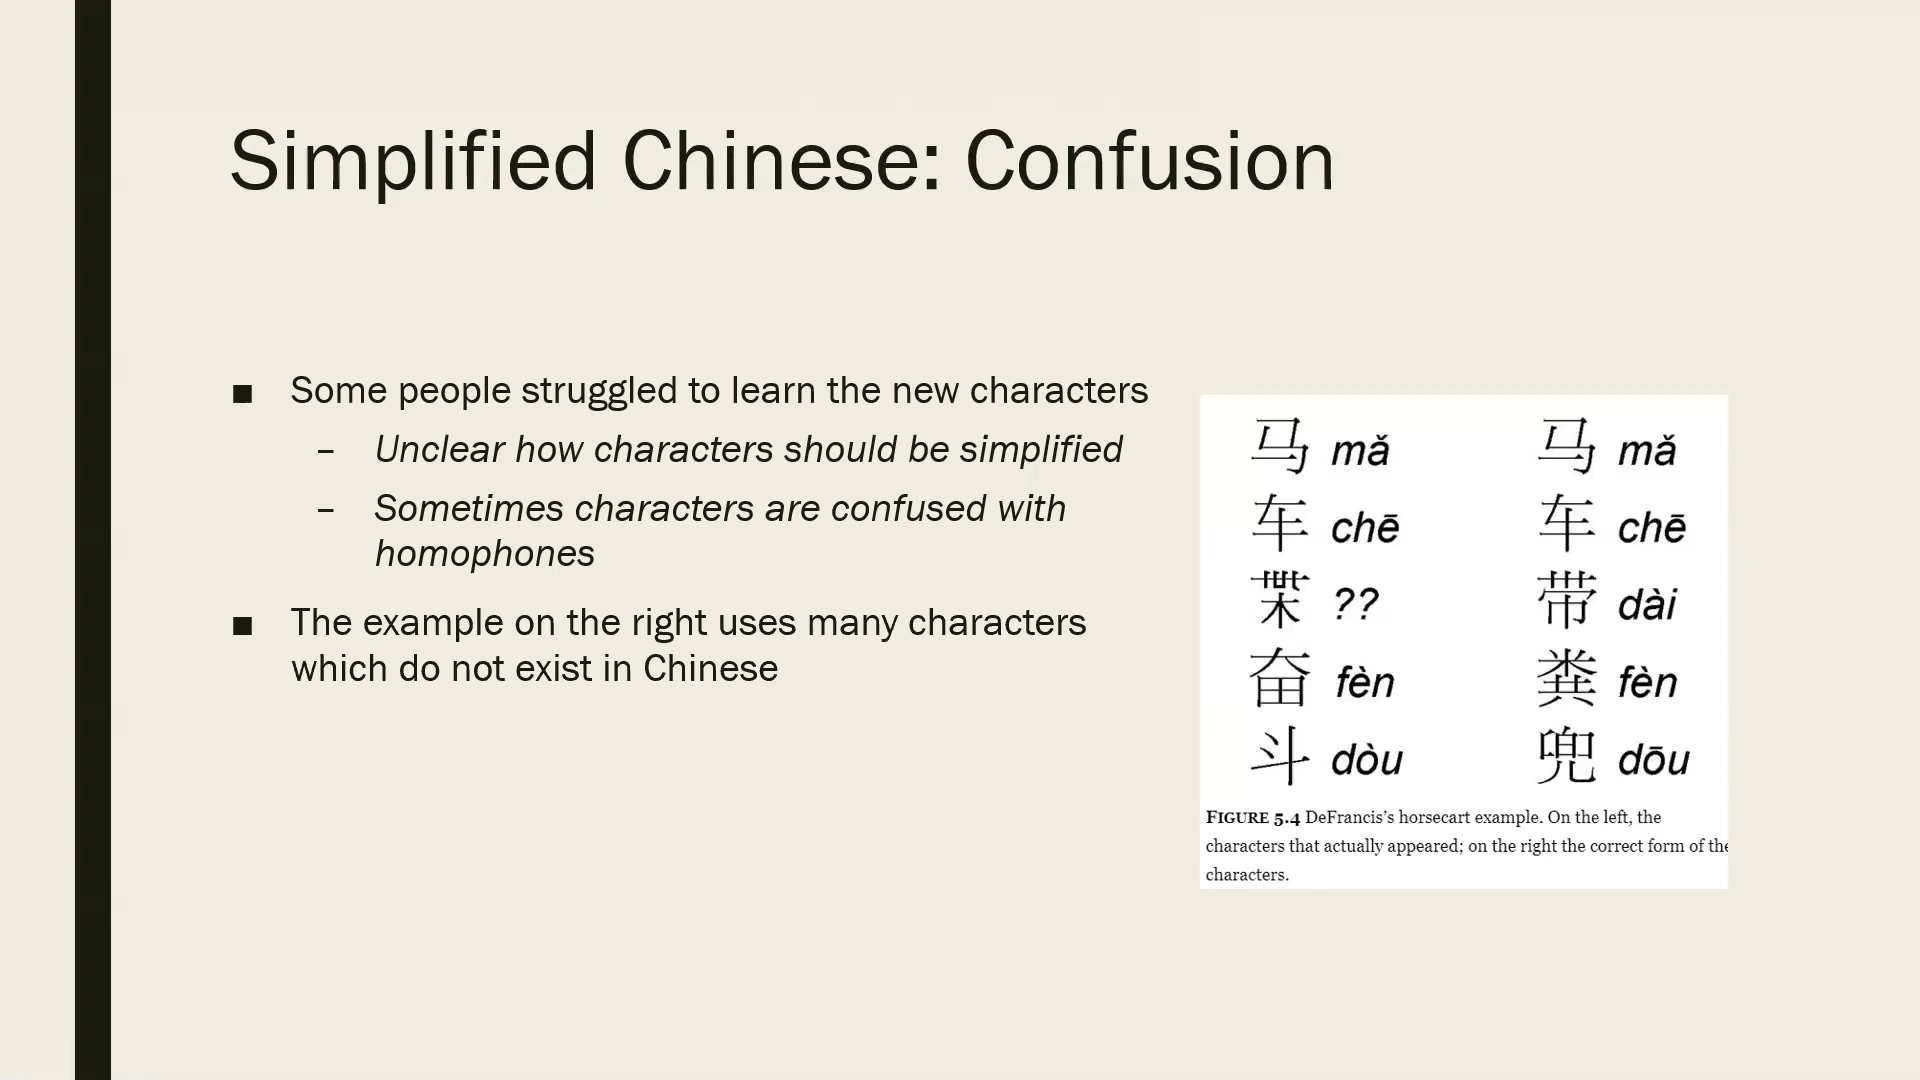 Simplified Chinese: Confusion
■ Some people struggled to learn the new characters
– Unclear how characters should be simplified
– Sometimes characters are confused with
homophones
■ The example on the right uses many characters
which do not exist in Chinese
马 mǎ 马 mǎ
车 chē 车 chē
?? 带 dài
奋 fèn 粪 fèn
斗 dòu 兜 dōu
FIGURE 5.4 DeFrancis’s horsecart example. On the left, the
characters that actually appeared; on the right the correct form of the
characters.